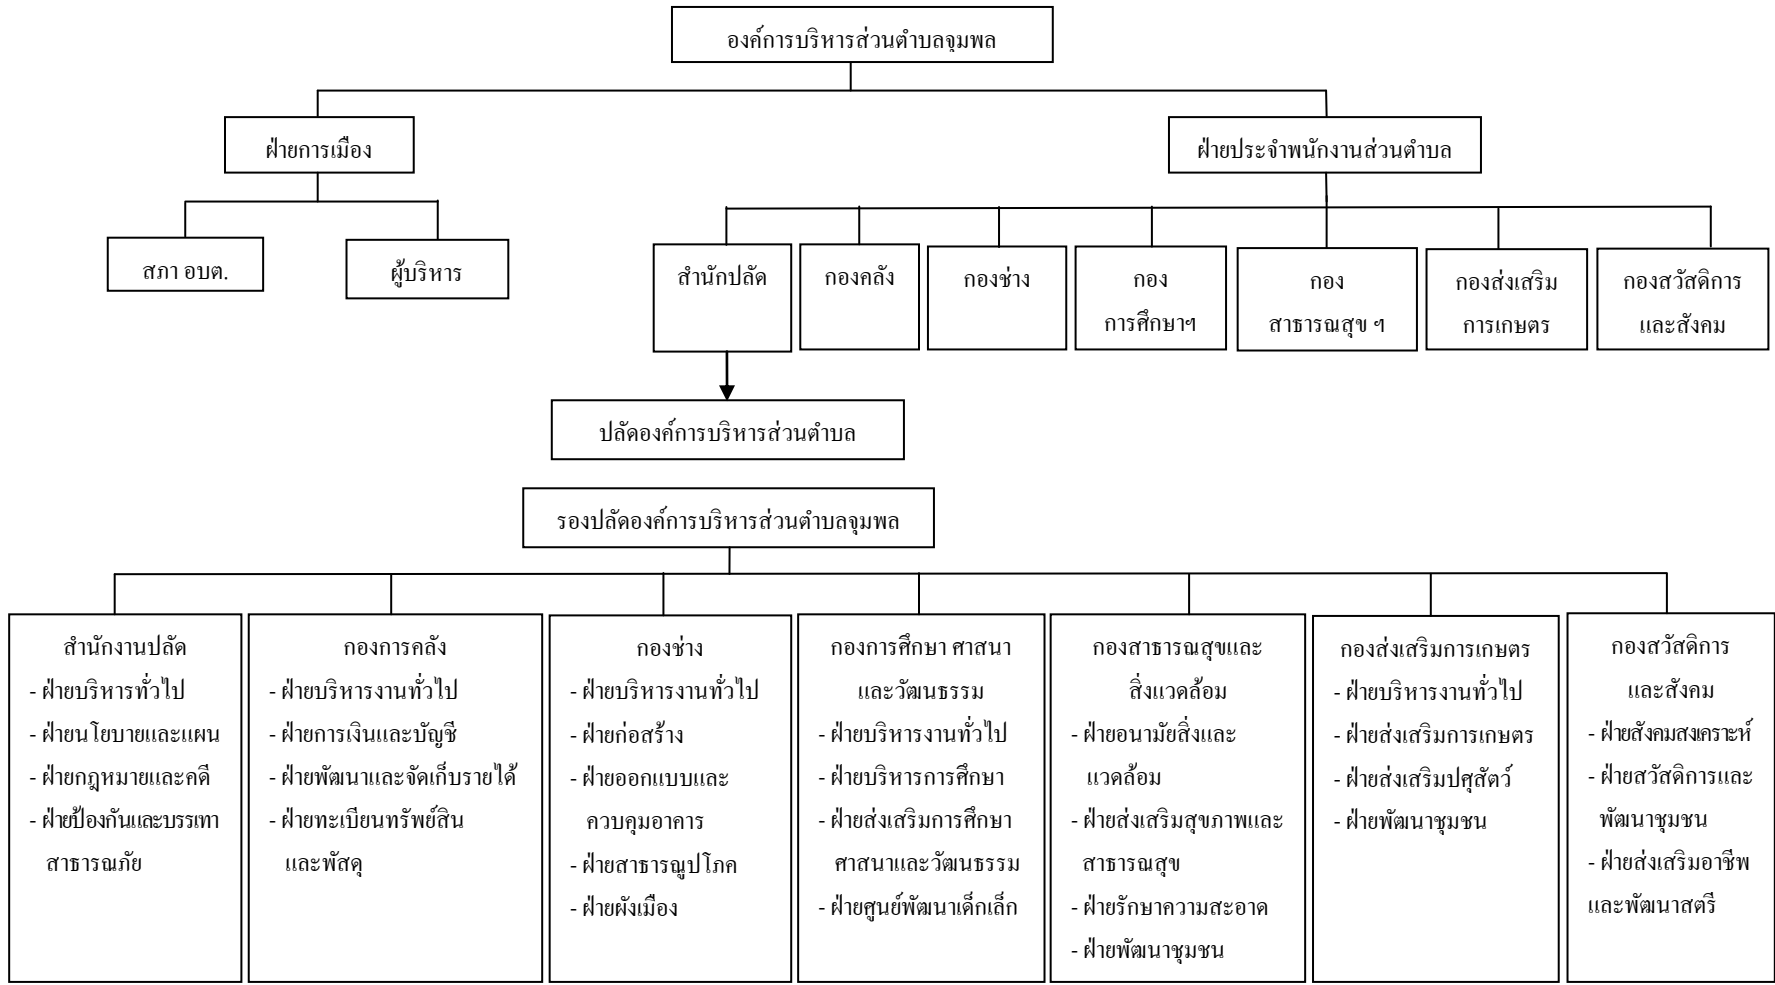 องค์การบริหารส่วนตำบลจุมพล
ฝ่ายการเมือง
ฝ่ายประจำพนักงานส่วนตำบล
สภา อบต.
ผู้บริหาร
สำนักปลัด
กองคลัง
กองช่าง
กอง
การศึกษาฯ
กอง
สาธารณสุข ฯ
กองส่งเสริม
การเกษตร
กองสวัสดิการ
และสังคม
ปลัดองค์การบริหารส่วนตำบล
รองปลัดองค์การบริหารส่วนตำบลจุมพล
สำนักงานปลัด
- ฝ่ายบริหารทั่วไป
- ฝ่ายนโยบายและแผน
- ฝ่ายกฎหมายและคดี
- ฝ่ายป้องกันและบรรเทา
สาธารณภัย
กองการคลัง
- ฝ่ายบริหารงานทั่วไป
- ฝ่ายการเงินและบัญชี
- ฝ่ายพัฒนาและจัดเก็บรายได้
- ฝ่ายทะเบียนทรัพย์สิน
และพัสดุ
กองช่าง
- ฝ่ายบริหารงานทั่วไป
- ฝ่ายก่อสร้าง
- ฝ่ายออกแบบและ
ควบคุมอาคาร
- ฝ่ายสาธารณูปโภค
- ฝ่ายผังเมือง
กองการศึกษา ศาสนา
และวัฒนธรรม
- ฝ่ายบริหารงานทั่วไป
- ฝ่ายบริหารการศึกษา
- ฝ่ายส่งเสริมการศึกษา
ศาสนาและวัฒนธรรม
- ฝ่ายศูนย์พัฒนาเด็กเล็ก
กองสาธารณสุขและ
สิ่งแวดล้อม
- ฝ่ายอนามัยสิ่งและ
แวดล้อม
- ฝ่ายส่งเสริมสุขภาพและ
สาธารณสุข
- ฝ่ายรักษาความสะอาด
- ฝ่ายพัฒนาชุมชน
กองส่งเสริมการเกษตร
- ฝ่ายบริหารงานทั่วไป
- ฝ่ายส่งเสริมการเกษตร
- ฝ่ายส่งเสริมปศุสัตว์
- ฝ่ายพัฒนาชุมชน
กองสวัสดิการ
และสังคม
- ฝ่ายสังคมสงเคราะห์
- ฝ่ายสวัสดิการและ
พัฒนาชุมชน
- ฝ่ายส่งเสริมอาชีพ
และพัฒนาสตรี